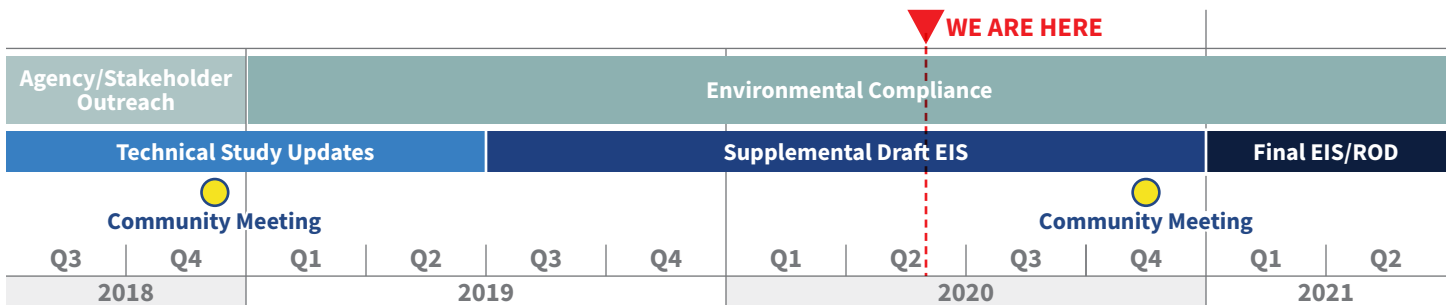 WE ARE HERE
Agency/Stakeholder
Outreach
Environmental Compliance
Technical Study Updates
Supplemental Draft EIS
Final EIS/ROD
Community Meeting
Community Meeting
Q3 Q4 Q1 Q2 Q3 Q4 Q1 Q2 Q3 Q4 Q1 Q2
2018 2019 2020 2021